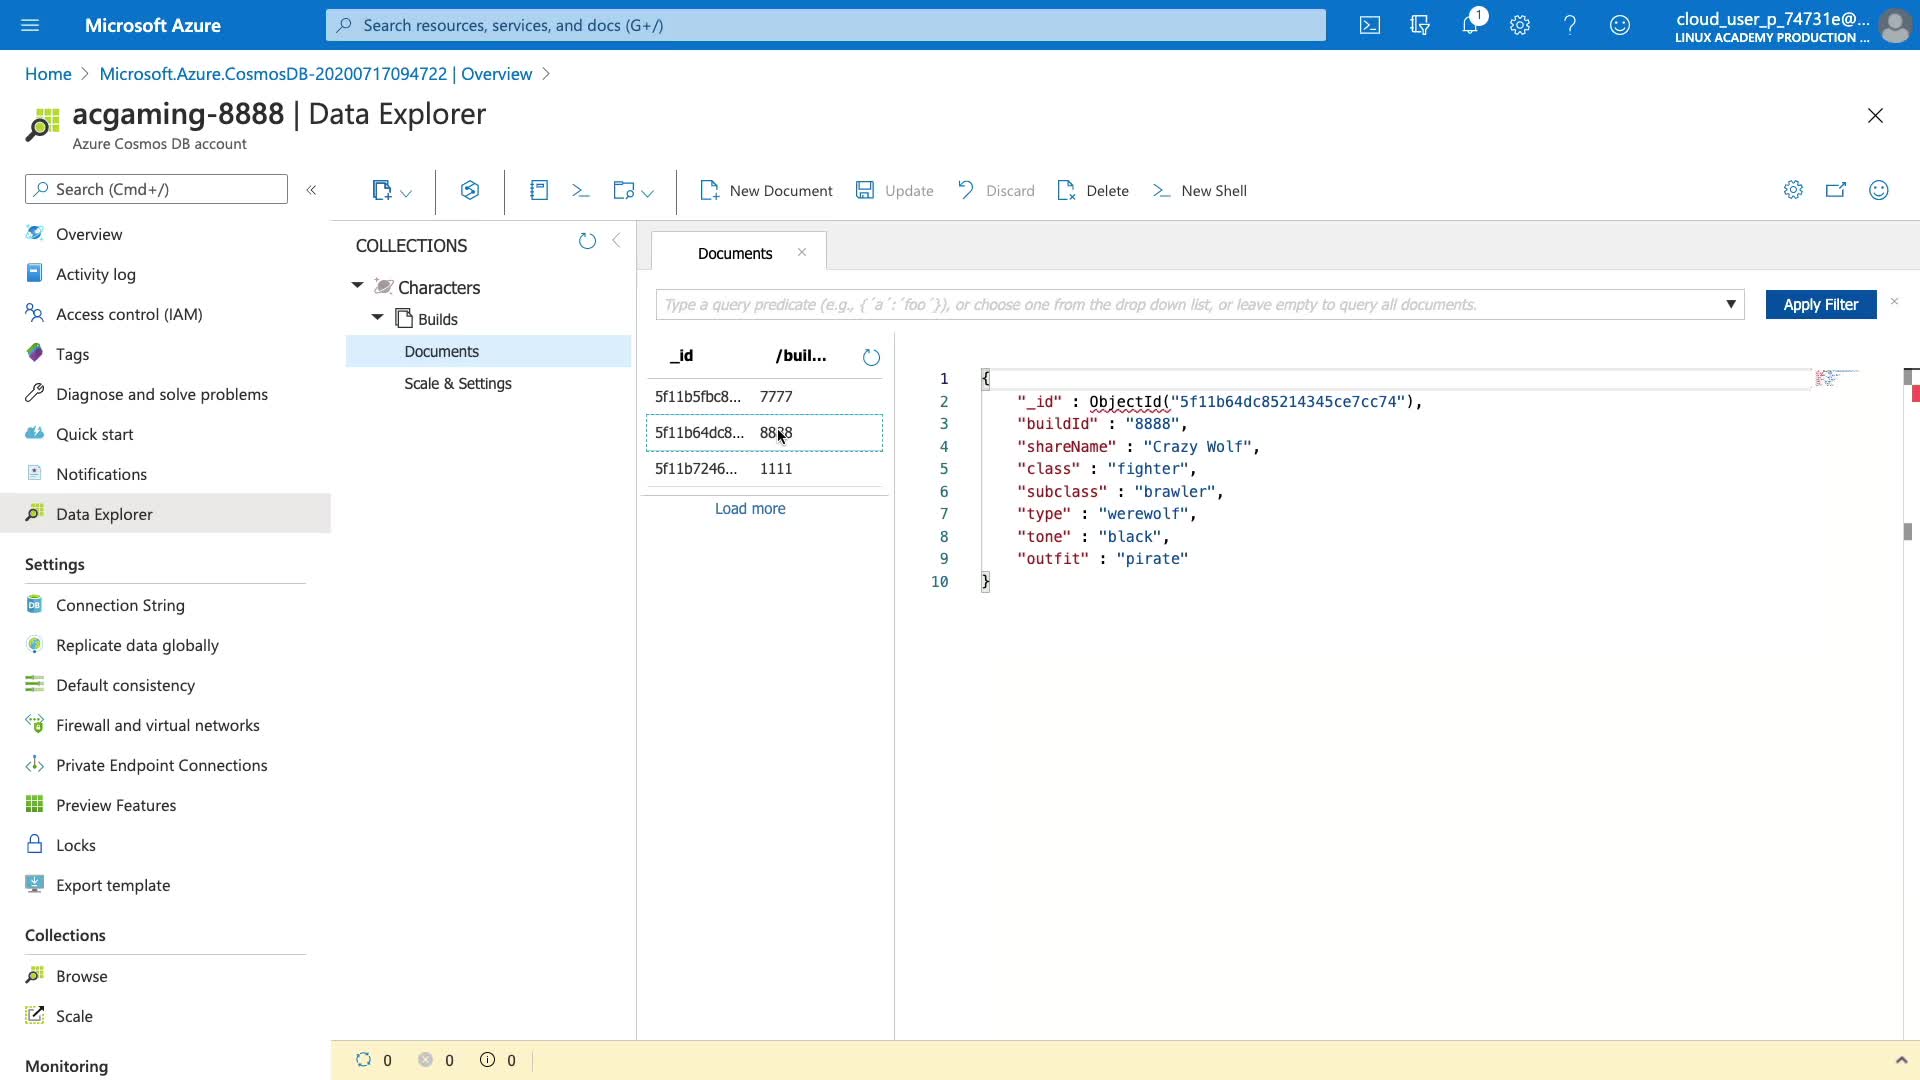 Microsoft Azure
Search resources, services, and docs (G+/)
1
cloud_user_p_74731e@...
LINUX ACADEMY PRODUCTION ...
Home > Microsoft.Azure.CosmosDB-20200717094722 | Overview >
acgaming-8888 | Data Explorer
Azure Cosmos DB account
Search (Cmd+/)
«
New Document
Update
Discard
Delete
New Shell
Overview
Activity log
Access control (IAM)
Tags
Diagnose and solve problems
Quick start
Notifications
Data Explorer
Settings
Connection String
Replicate data globally
Default consistency
Firewall and virtual networks
Private Endpoint Connections
Preview Features
Locks
Export template
Collections
Browse
Scale
Monitoring
COLLECTIONS
Characters
Builds
Documents
Scale & Settings
Documents
Type a query predicate (e.g., {´a´:´foo´}), or choose one from the drop down list, or leave empty to query all documents.
Apply Filter
_id /buil...
5f11b5fbc8... 7777
5f11b64dc8... 8888
5f11b7246... 1111
Load more
1 {
2 "_id" : ObjectId("5f11b64dc85214345ce7cc74"),
3 "buildId" : "8888",
4 "shareName" : "Crazy Wolf",
5 "class" : "fighter",
6 "subclass" : "brawler",
7 "type" : "werewolf",
8 "tone" : "black",
9 "outfit" : "pirate"
10 }
0 0 0